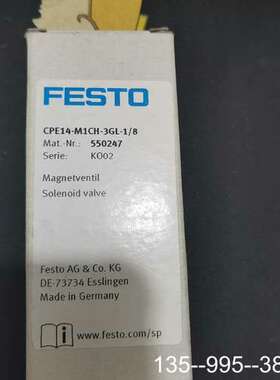 FESTO
CPE14-M1CH-3GL-1/8
Mat.-Nr.: 550247
Serie: KO02
Magnetventil
Solenoid valve
Festo AG & Co. KG
DE-73734 Esslingen
Made in Germany
www.festo.com/sp
135--995--38